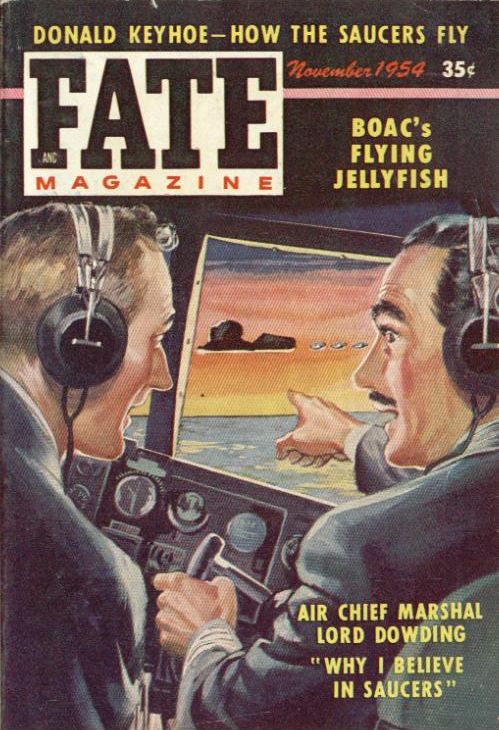 DONALD KEYHOE–HOW THE SAUCERS FLY
FATE
November 1954 35¢
AND
MAGAZINE
BOAC's
FLYING
JELLYFISH
AIR CHIEF MARSHAL
LORD DOWDING
"WHY I BELIEVE
IN SAUCERS"